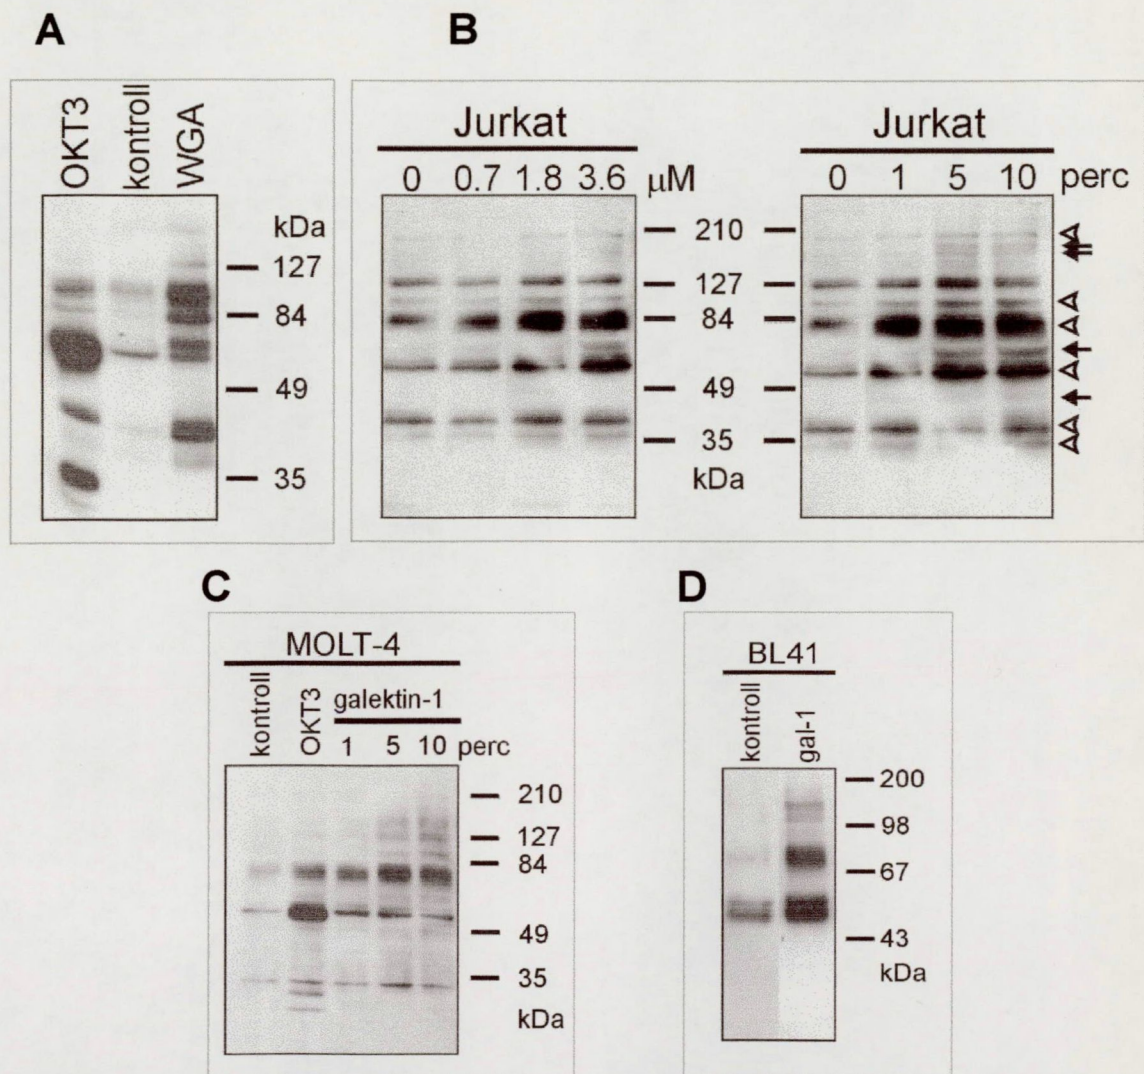 A
OKT3 kontroll WGA
kDa
127
84
49
35
B
Jurkat
0 0.7 1.8 3.6 µM
Jurkat
0 1 5 10 perc
210
127
84
49
35
kDa
C
MOLT-4
kontroll OKT3 galektin-1
1 5 10 perc
210
127
84
49
35
kDa
D
BL41
kontroll gal-1
200
98
67
43
kDa